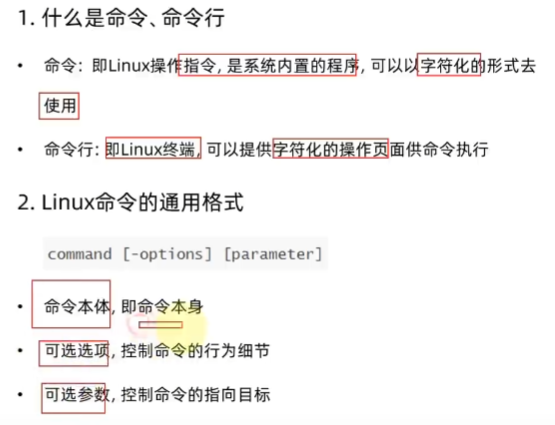 1. 什么是命令、命令行
• 命令：即Linux操作指令，是系统内置的程序，可以以字符化的形式去
使用
• 命令行：即Linux终端，可以提供字符化的操作页面供命令执行
2. Linux命令的通用格式
command [-options] [parameter]
• 命令本体，即命令本身
• 可选选项，控制命令的行为细节
• 可选参数，控制命令的指向目标